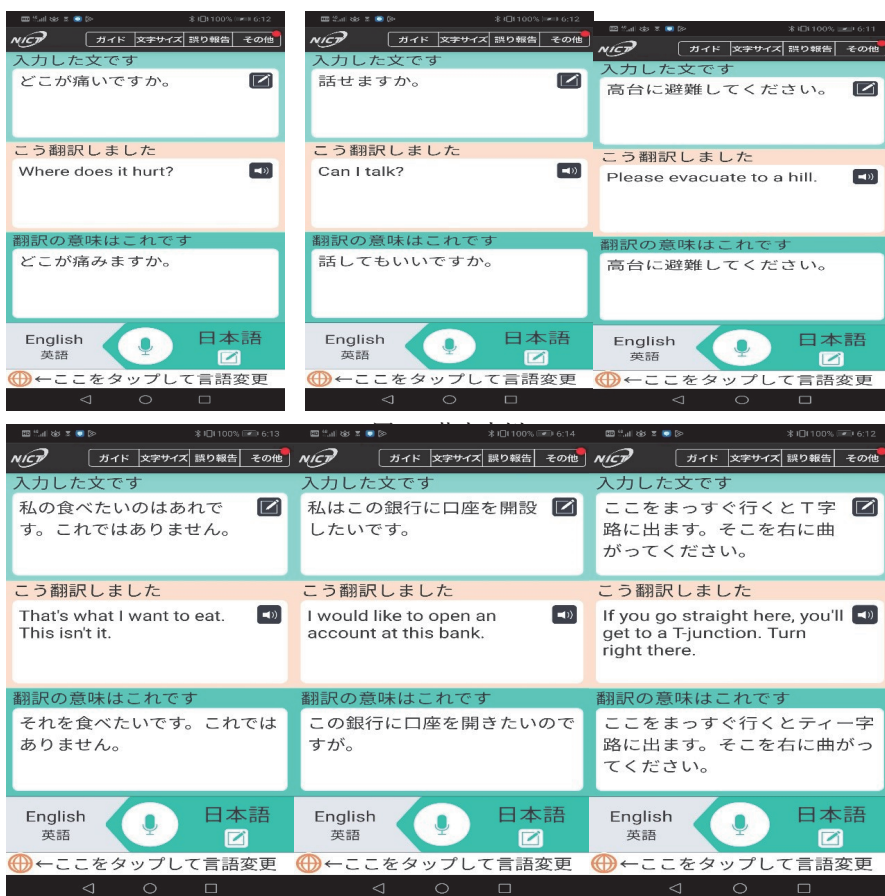 100% 6:12
NICT ガイド 文字サイズ 誤り報告 その他
入力した文です
どこが痛いですか。
こう翻訳しました
Where does it hurt?
翻訳の意味はこれです
どこが痛みますか。
English 日本語
英語
←ここをタップして言語変更
100% 6:12
NICT ガイド 文字サイズ 誤り報告 その他
入力した文です
話せますか。
こう翻訳しました
Can I talk?
翻訳の意味はこれです
話してもいいですか。
English 日本語
英語
←ここをタップして言語変更
100% 6:11
NICT ガイド 文字サイズ 誤り報告 その他
入力した文です
高台に避難してください。
こう翻訳しました
Please evacuate to a hill.
翻訳の意味はこれです
高台に避難してください。
English 日本語
英語
←ここをタップして言語変更
100% 6:13
NICT ガイド 文字サイズ 誤り報告 その他
入力した文です
私の食べたいのはあれで
す。これではありません。
こう翻訳しました
That's what I want to eat.
This isn't it.
翻訳の意味はこれです
それを食べたいです。これでは
ありません。
English 日本語
英語
←ここをタップして言語変更
100% 6:14
NICT ガイド 文字サイズ 誤り報告 その他
入力した文です
私はこの銀行に口座を開設
したいです。
こう翻訳しました
I would like to open an
account at this bank.
翻訳の意味はこれです
この銀行に口座を開きたいので
すが。
English 日本語
英語
←ここをタップして言語変更
100% 6:12
NICT ガイド 文字サイズ 誤り報告 その他
入力した文です
ここをまっすぐ行くとT字
路に出ます。そこを右に曲
がってください。
こう翻訳しました
If you go straight here, you'll
get to a T-junction. Turn
right there.
翻訳の意味はこれです
ここをまっすぐ行くとティー字
路に出ます。そこを右に曲がっ
てください。
English 日本語
英語
←ここをタップして言語変更